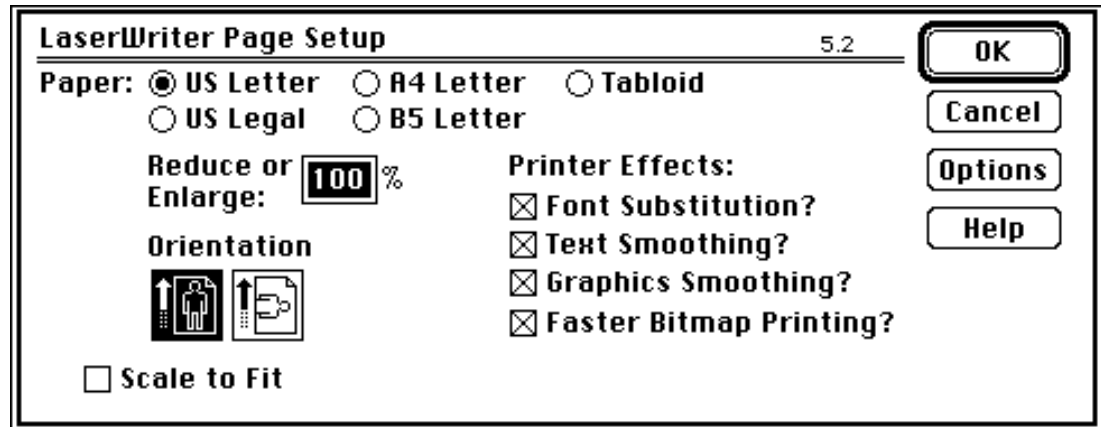 LaserWriter Page Setup 5.2 OK
Paper: US Letter A4 Letter Tabloid
US Legal B5 Letter Cancel
Reduce or 100 % Printer Effects: Options
Enlarge: Font Substitution?
Orientation Text Smoothing? Help
Graphics Smoothing?
Faster Bitmap Printing?
Scale to Fit